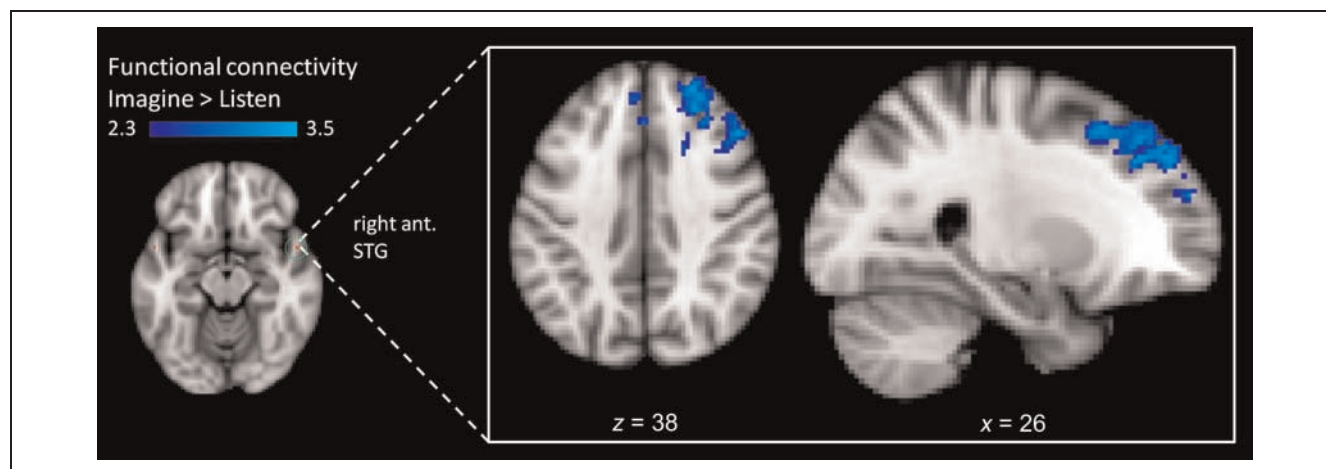 Functional connectivity
Imagine > Listen
2.3 3.5
right ant.
STG
z = 38
x = 26